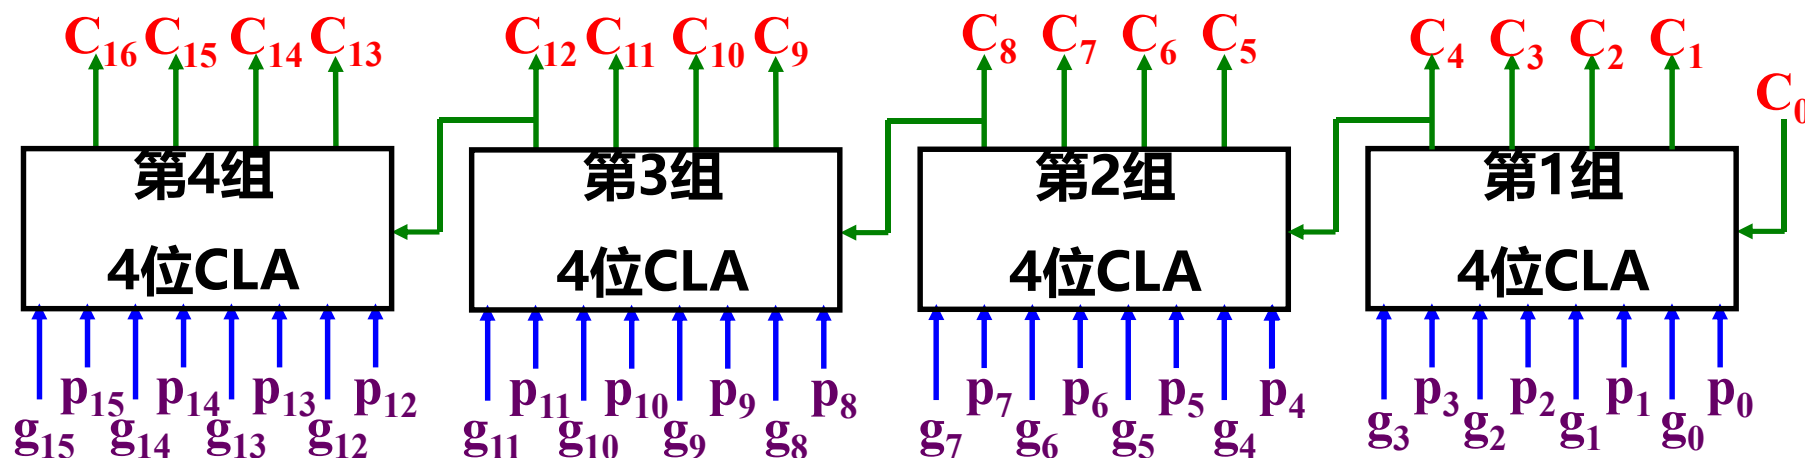 C16 C15 C14 C13 C12 C11 C10 C9 C8 C7 C6 C5 C4 C3 C2 C1
C0
第4组 第3组 第2组 第1组
4位CLA 4位CLA 4位CLA 4位CLA
p15 p14 p13 p12 p11 p10 p9 p8 p7 p6 p5 p4 p3 p2 p1 p0
g15 g14 g13 g12 g11 g10 g9 g8 g7 g6 g5 g4 g3 g2 g1 g0